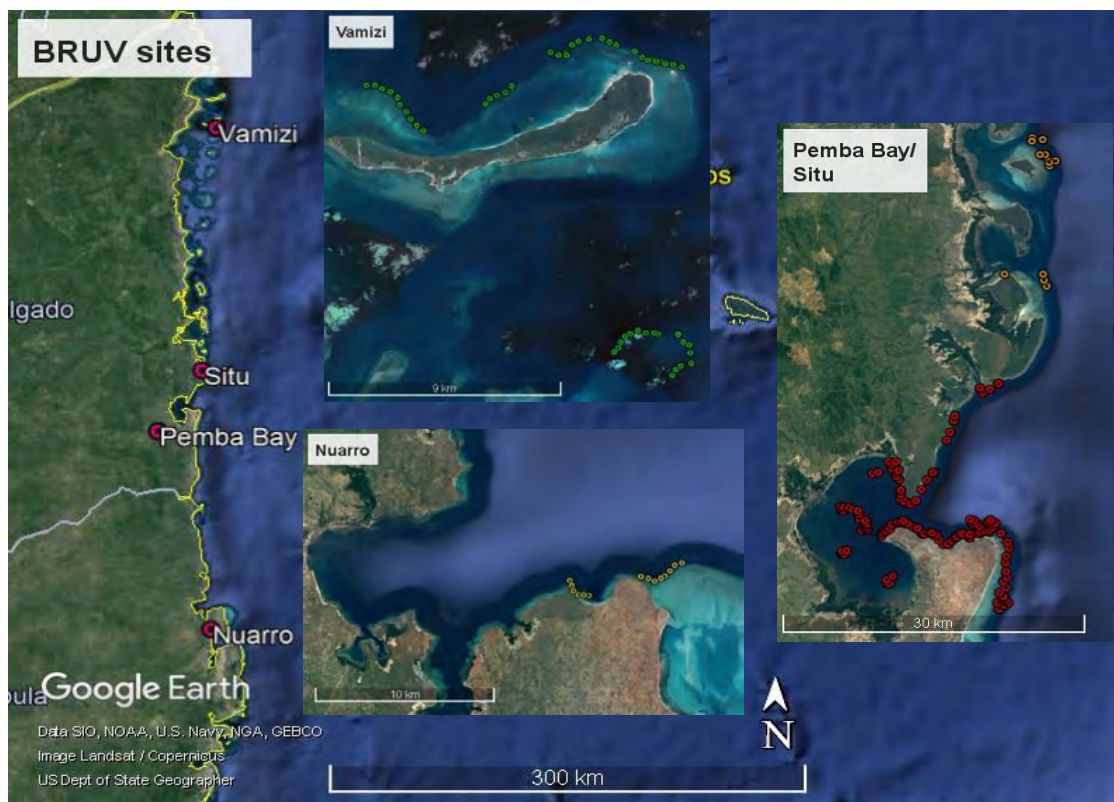 BRUV sites
Vamizi
Vamizi
9 km
Pemba Bay/
Situ
30 km
lgado
Situ
Pemba Bay
Nuarro
Nuarro
10 km
Google Earth
Data SIO, NOAA, U.S. Navy, NGA, GEBCO
Image Landsat / Copernicus
US Dept of State Geographer
N
300 km